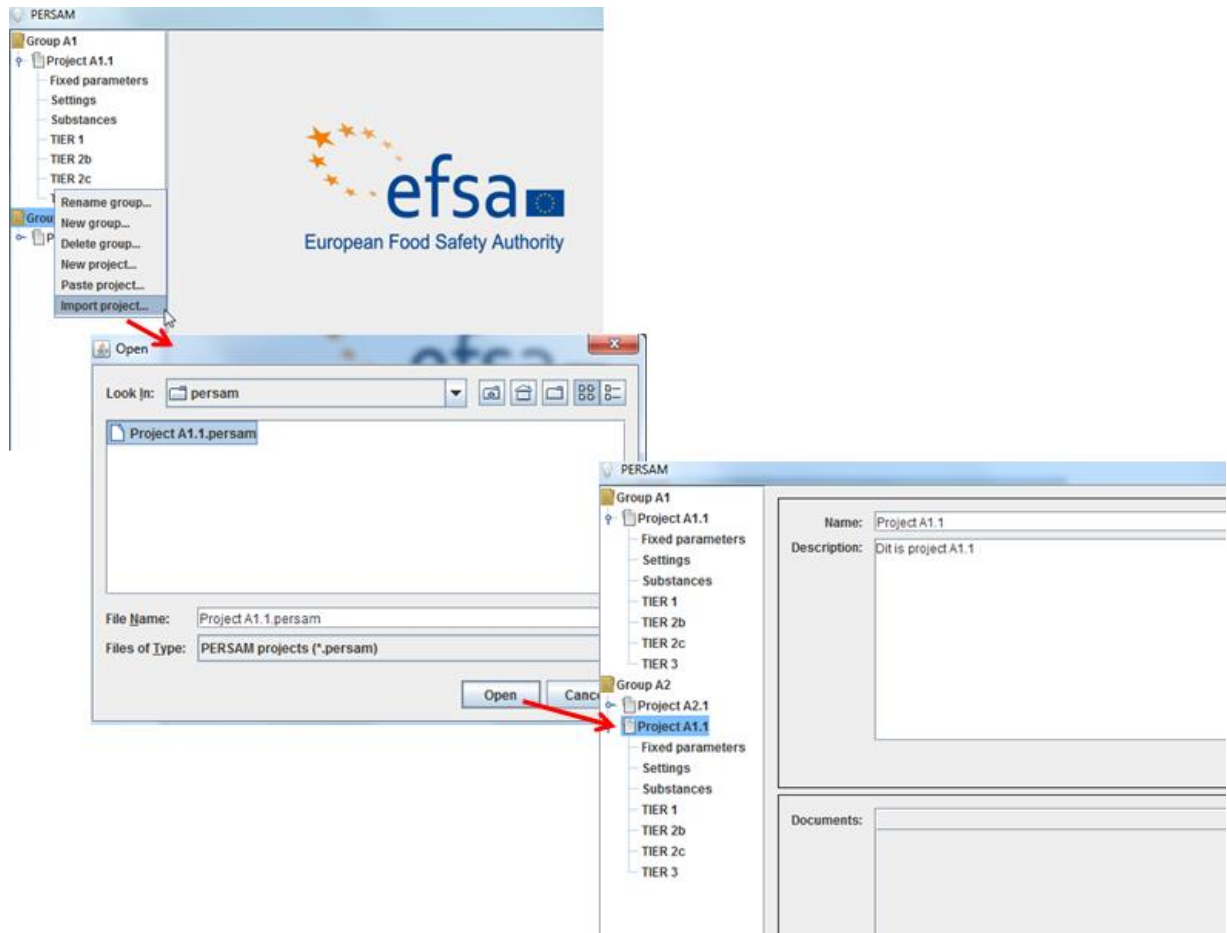 PERSAM
Group A1
Project A1.1
Fixed parameters
Settings
Substances
TIER 1
TIER 2b
TIER 2c
T
Grou
P
Rename group...
New group...
Delete group...
New project...
Paste project...
Import project...
efsa
European Food Safety Authority
Open
Look In: persam
Project A1.1.persam
File Name: Project A1.1.persam
Files of Type: PERSAM projects (*.persam)
Open Canc
PERSAM
Group A1
Project A1.1
Fixed parameters
Settings
Substances
TIER 1
TIER 2b
TIER 2c
TIER 3
Group A2
Project A2.1
Project A1.1
Fixed parameters
Settings
Substances
TIER 1
TIER 2b
TIER 2c
TIER 3
Name: Project A1.1
Description: Dit is project A1.1
Documents: